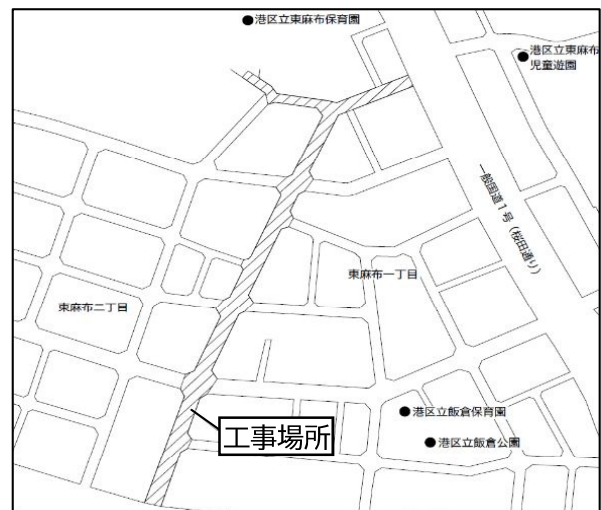 港区立東麻布保育園
港区立東麻布
児童遊園
一般国道1号(桜田通り)
東麻布一丁目
東麻布二丁目
港区立飯倉保育園
工事場所
港区立飯倉公園